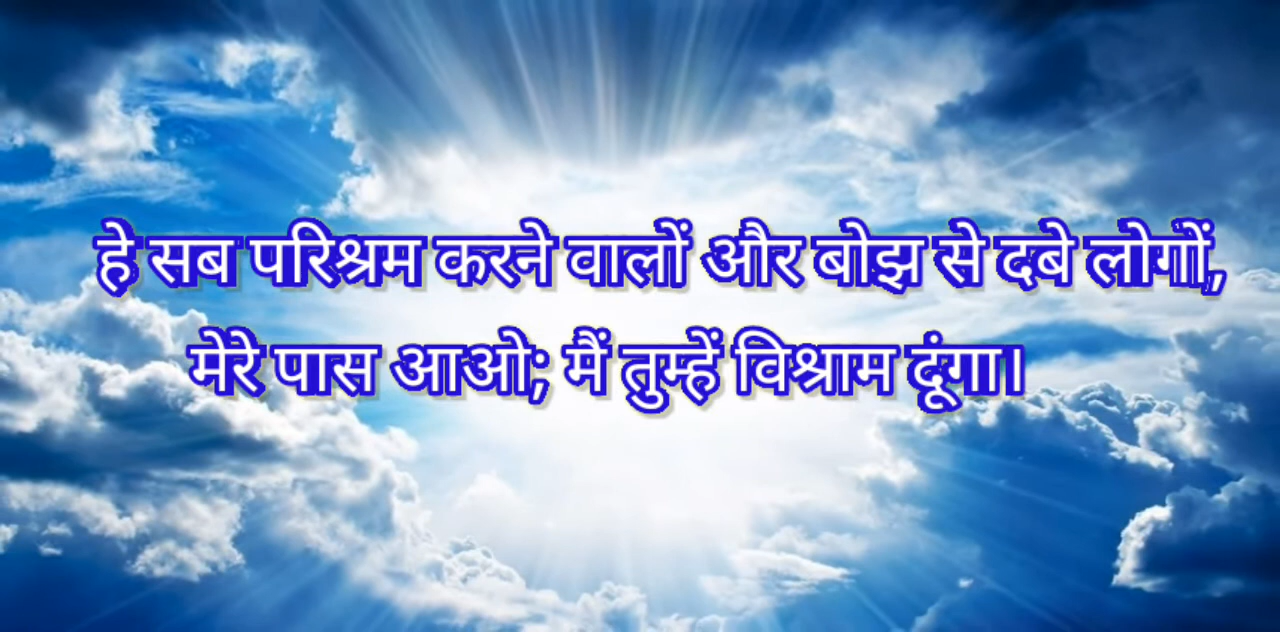 हे सब परिश्रम करने वालों और बोझ से दबे लोगों,
मेरे पास आओ; मैं तुम्हें विश्राम दूंगा।